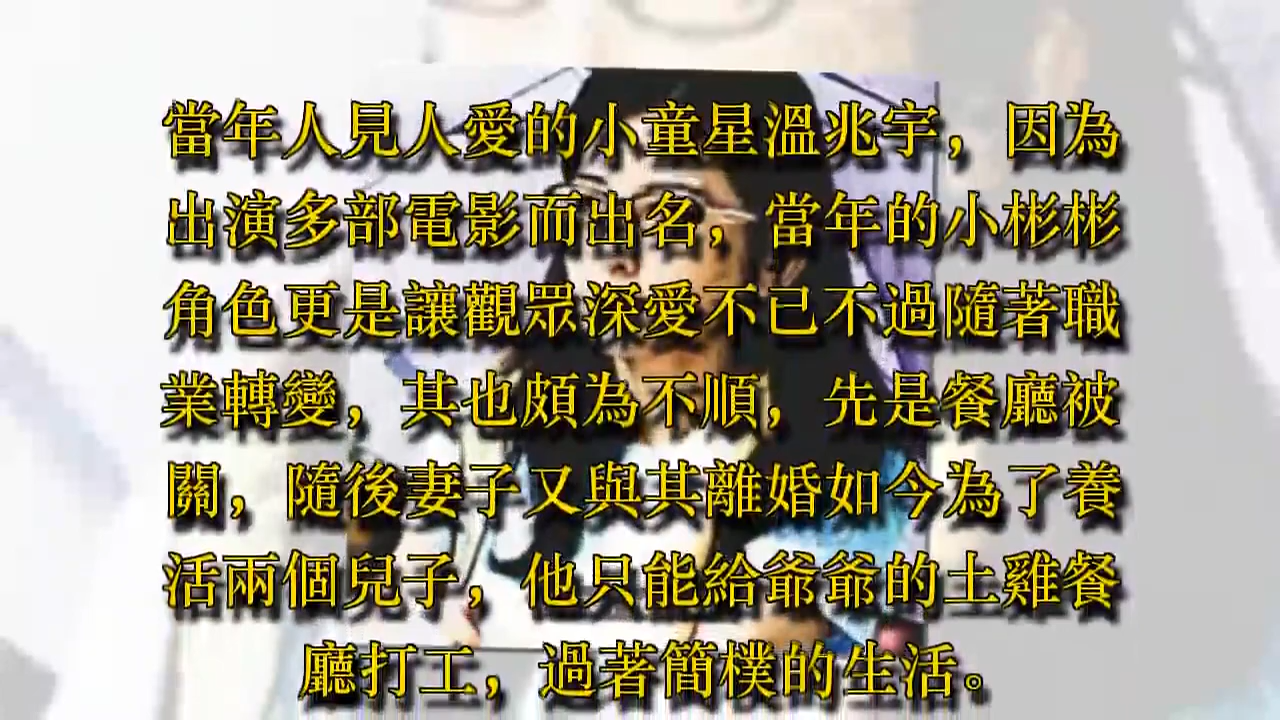 當年人見人愛的小童星溫兆宇，因為
出演多部電影而出名，當年的小彬彬
角色更是讓觀眾深愛不已不過隨著職
業轉變，其也頗為不順，先是餐廳被
關，隨後妻子又與其離婚如今為了養
活兩個兒子，他只能給爺爺的土雞餐
廳打工，過著簡樸的生活。